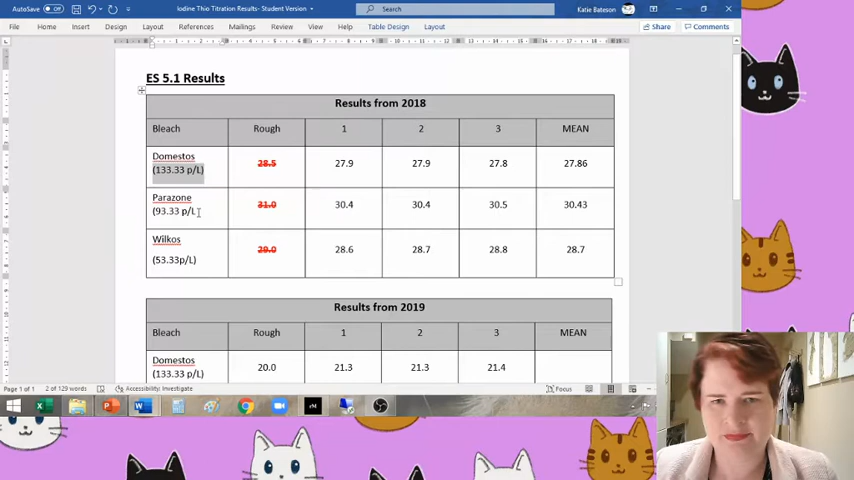 AutoSave Off Iodine Thio Titration Results- Student Version Search Katie Bateson
File Home Insert Draw Design Layout References Mailings Review View Help Table Design Layout Share Comments
ES 5.1 Results
Results from 2018
Bleach Rough 1 2 3 MEAN
Domestos
(133.33 p/L) 28.5 27.9 27.9 27.8 27.86
Parazone
(93.33 p/L 31.0 30.4 30.4 30.5 30.43
Wilkos
(53.33p/L) 29.0 28.6 28.7 28.8 28.7
Results from 2019
Bleach Rough 1 2 3 MEAN
Domestos
(133.33 p/L) 20.0 21.3 21.3 21.4
Page 1 of 1 2 of 129 words Accessibility: Investigate Focus